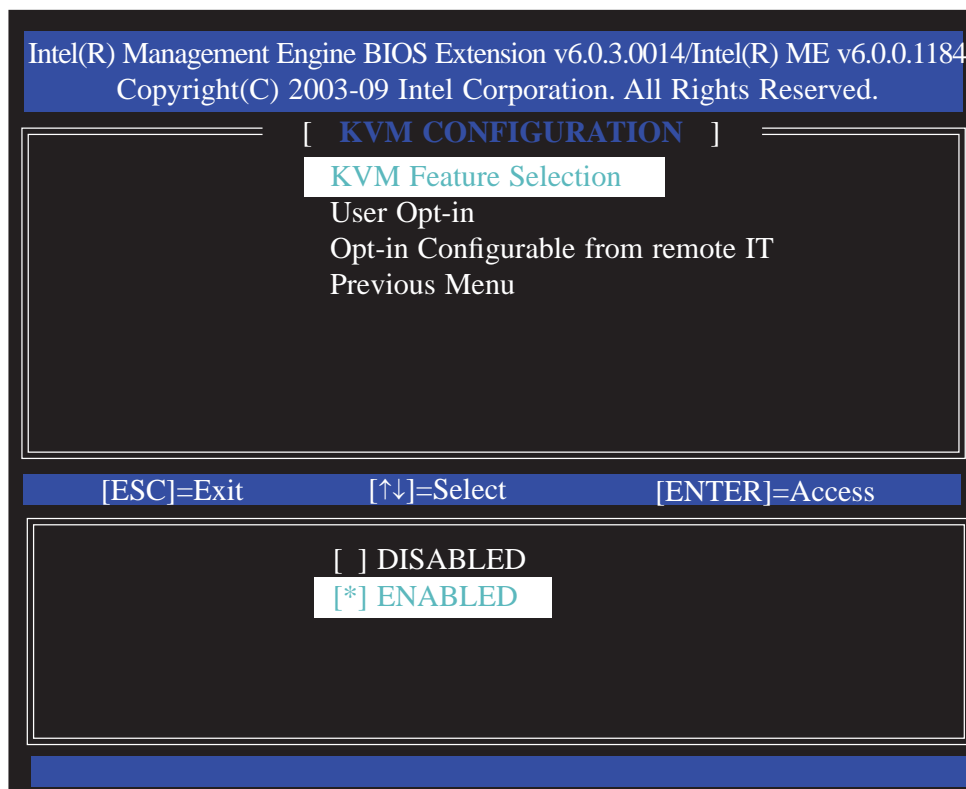 Intel(R) Management Engine BIOS Extension v6.0.3.0014/Intel(R) ME v6.0.0.1184
Copyright(C) 2003-09 Intel Corporation. All Rights Reserved.
[ KVM CONFIGURATION ]
KVM Feature Selection
User Opt-in
Opt-in Configurable from remote IT
Previous Menu
[ESC]=Exit [↑↓]=Select [ENTER]=Access
[ ] DISABLED
[*] ENABLED